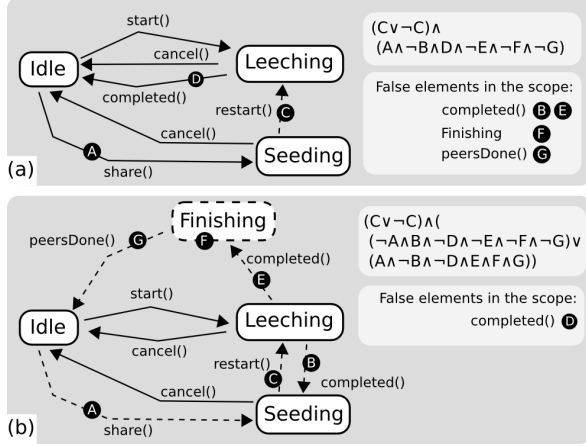 start()
cancel()
Idle
Leeching
D
completed()
restart()
C
cancel()
A
Seeding
share()
(a)
(C∨¬C)∧
(A∧¬B∧D∧¬E∧¬F∧¬G)
False elements in the scope:
completed() B E
Finishing F
peersDone() G
Finishing
peersDone() G
F
completed()
E
start()
Idle
Leeching
cancel()
restart()
B
C
completed()
cancel()
A
Seeding
share()
(b)
(C∨¬C)∧(
(¬A∧B∧¬D∧¬E∧¬F∧¬G)∨
(A∧¬B∧¬D∧E∧F∧G))
False elements in the scope:
completed() D